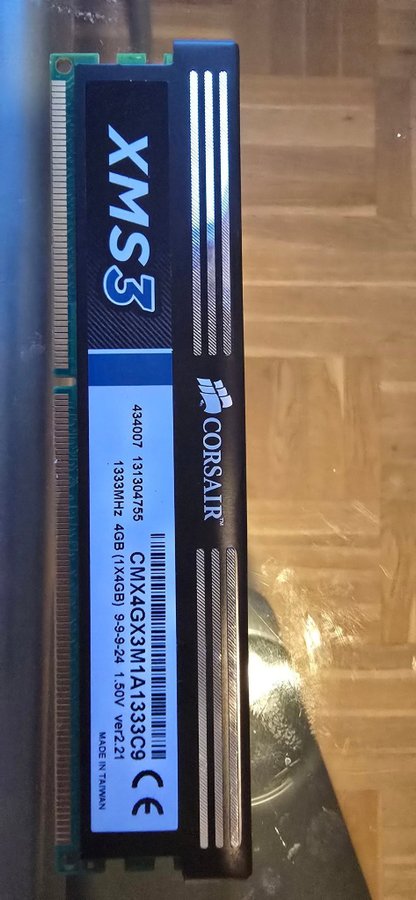 XMS3
CORSAIR™
CMX4GX3M1A1333C9
434007 131304755
1333MHz 4GB (1X4GB) 9-9-9-24 1.50V ver2.21
MADE IN TAIWAN
CE